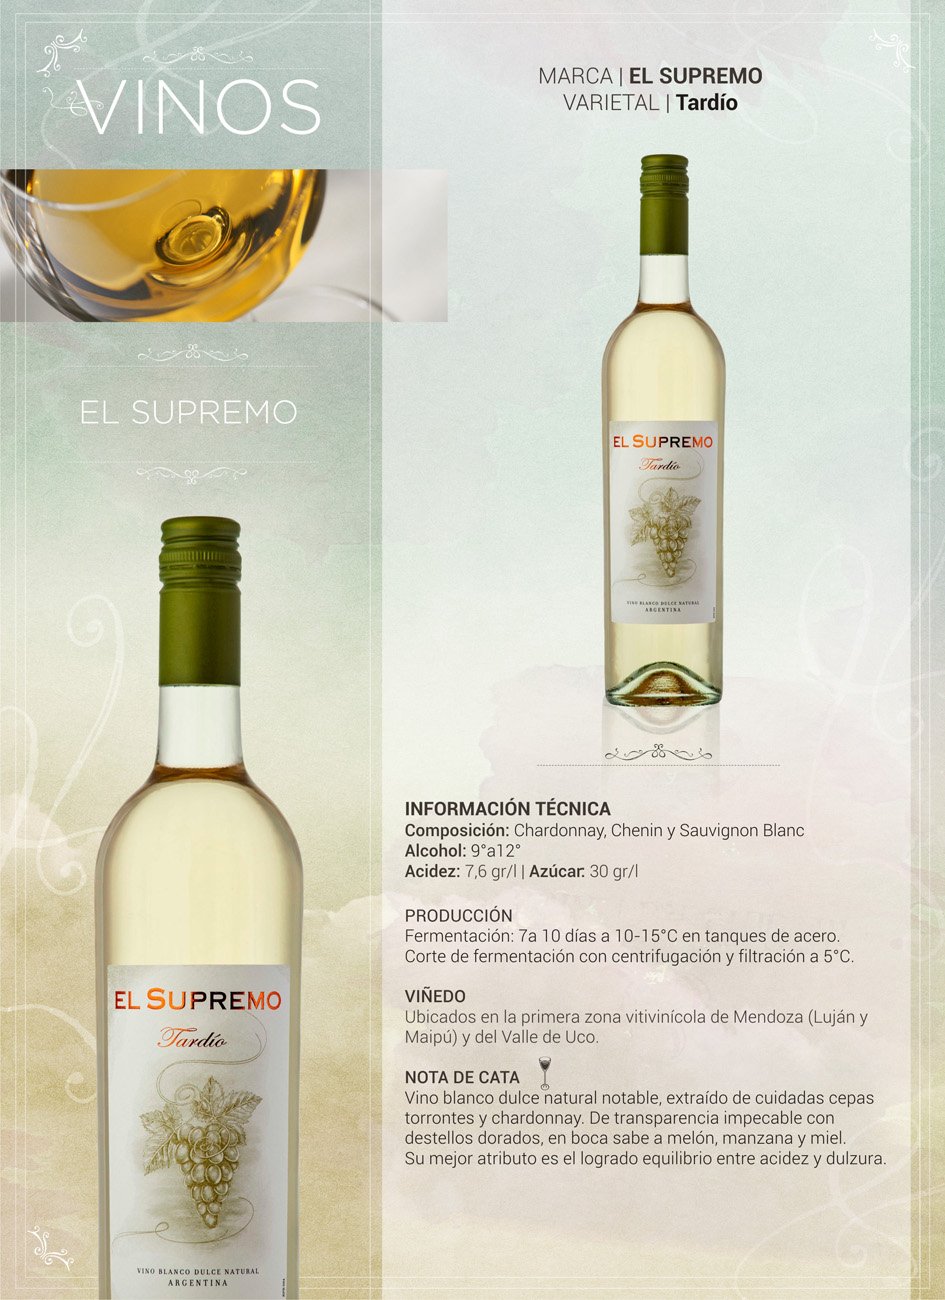 VINOS
EL SUPREMO
EL SUPREMO
Tardío
VINO BLANCO DULCE NATURAL
ARGENTINA
MARCA | EL SUPREMO
VARIETAL | Tardío
EL SUPREMO
Tardío
VINO BLANCO DULCE NATURAL
ARGENTINA
INFORMACIÓN TÉCNICA
Composición: Chardonnay, Chenin y Sauvignon Blanc
Alcohol: 9°a12°
Acidez: 7,6 gr/l | Azúcar: 30 gr/l
PRODUCCIÓN
Fermentación: 7a 10 días a 10-15°C en tanques de acero.
Corte de fermentación con centrifugación y filtración a 5°C.
VIÑEDO
Ubicados en la primera zona vitivinícola de Mendoza (Luján y
Maipú) y del Valle de Uco.
NOTA DE CATA
Vino blanco dulce natural notable, extraído de cuidadas cepas
torrontes y chardonnay. De transparencia impecable con
destellos dorados, en boca sabe a melón, manzana y miel.
Su mejor atributo es el logrado equilibrio entre acidez y dulzura.